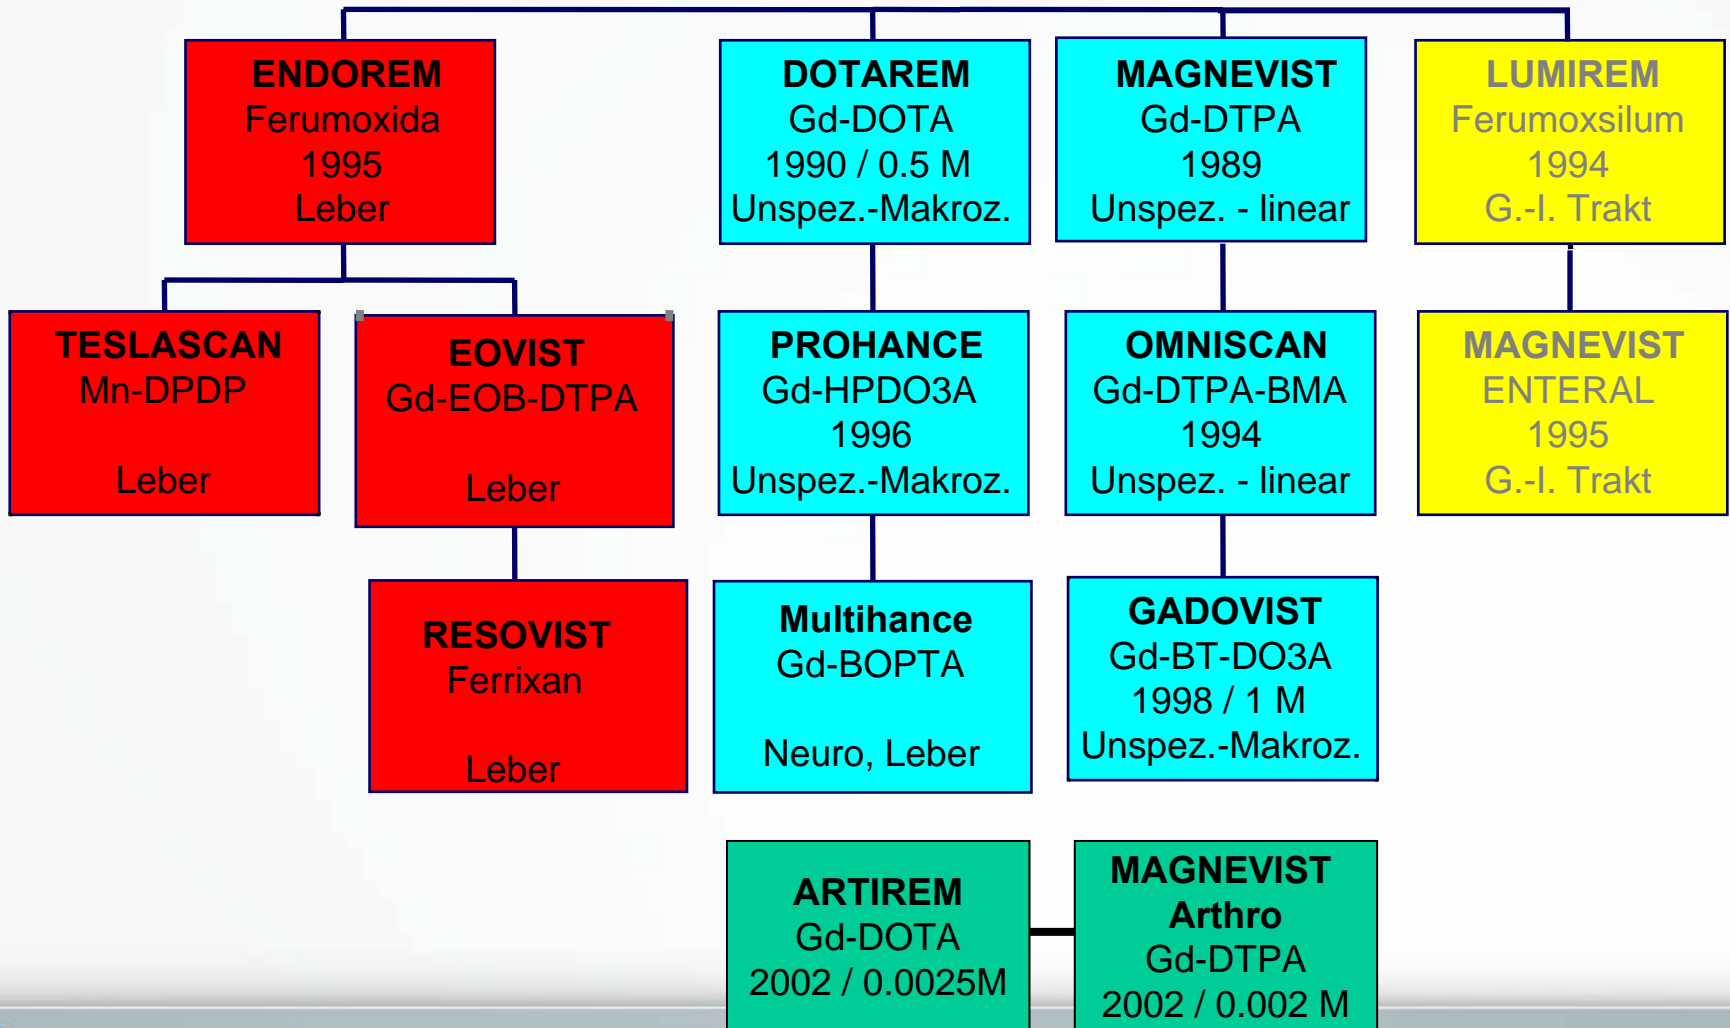 ENDOREM
Ferumoxida
1995
Leber
DOTAREM
Gd-DOTA
1990 / 0.5 M
Unspez.-Makroz.
MAGNEVIST
Gd-DTPA
1989
Unspez. - linear
LUMIREM
Ferumoxsilum
1994
G.-I. Trakt
TESLASCAN
Mn-DPDP
Leber
EOVIST
Gd-EOB-DTPA
Leber
PROHANCE
Gd-HPDO3A
1996
Unspez.-Makroz.
OMNISCAN
Gd-DTPA-BMA
1994
Unspez. - linear
MAGNEVIST
ENTERAL
1995
G.-I. Trakt
RESOVIST
Ferrixan
Leber
Multihance
Gd-BOPTA
Neuro, Leber
GADOVIST
Gd-BT-DO3A
1998 / 1 M
Unspez.-Makroz.
ARTIREM
Gd-DOTA
2002 / 0.0025M
MAGNEVIST
Arthro
Gd-DTPA
2002 / 0.002 M